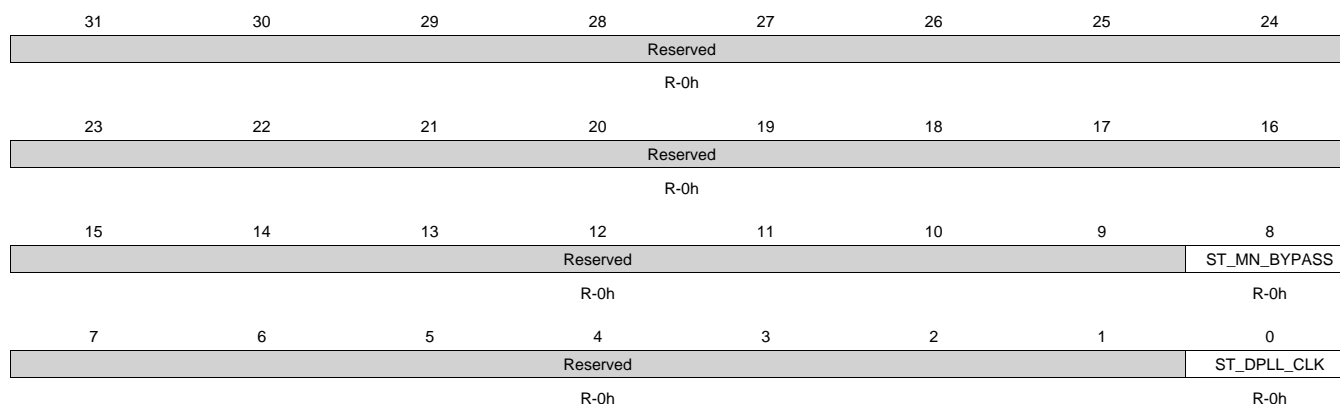 31 30 29 28 27 26 25 24
Reserved
R-0h
23 22 21 20 19 18 17 16
Reserved
R-0h
15 14 13 12 11 10 9 8
Reserved ST_MN_BYPASS
R-0h R-0h
7 6 5 4 3 2 1 0
Reserved ST_DPLL_CLK
R-0h R-0h